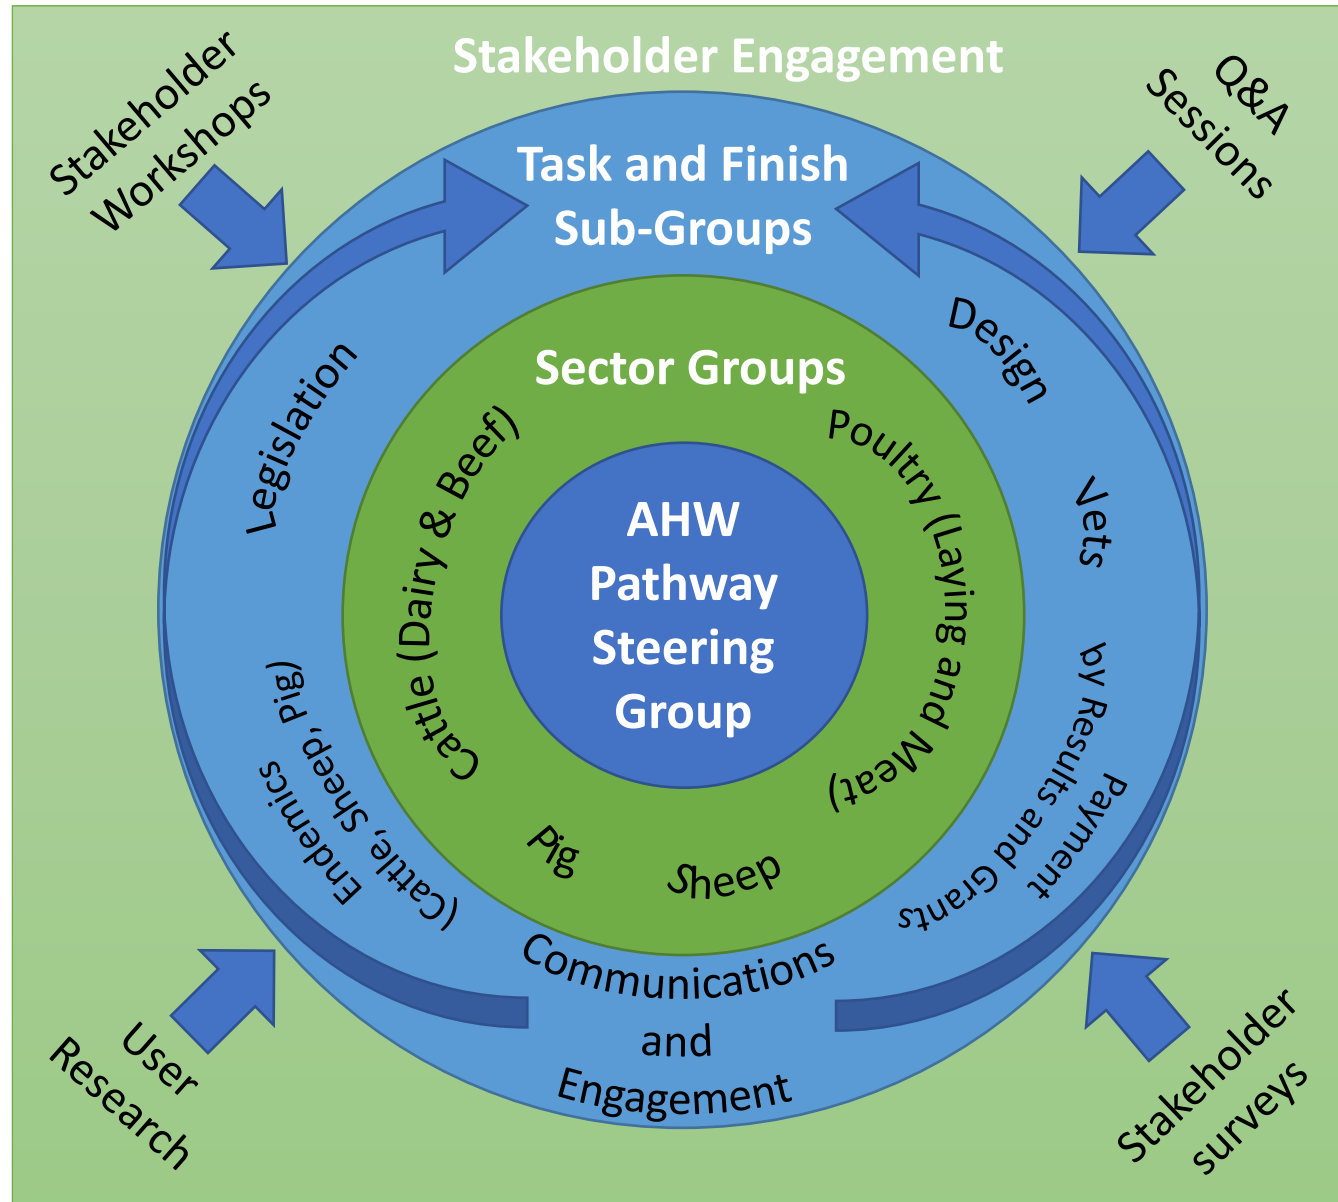 Stakeholder Engagement
Stakeholder
Workshops
Q&A
Sessions
Task and Finish
Sub-Groups
Legislation
Design
Vets
Payment
by Results and Grants
Communications
and
Engagement
Endemics
(Cattle, Sheep, Pig)
Sector Groups
Cattle (Dairy & Beef)
Poultry (Laying and Meat)
Sheep
Pig
AHW
Pathway
Steering
Group
User
Research
Stakeholder
surveys